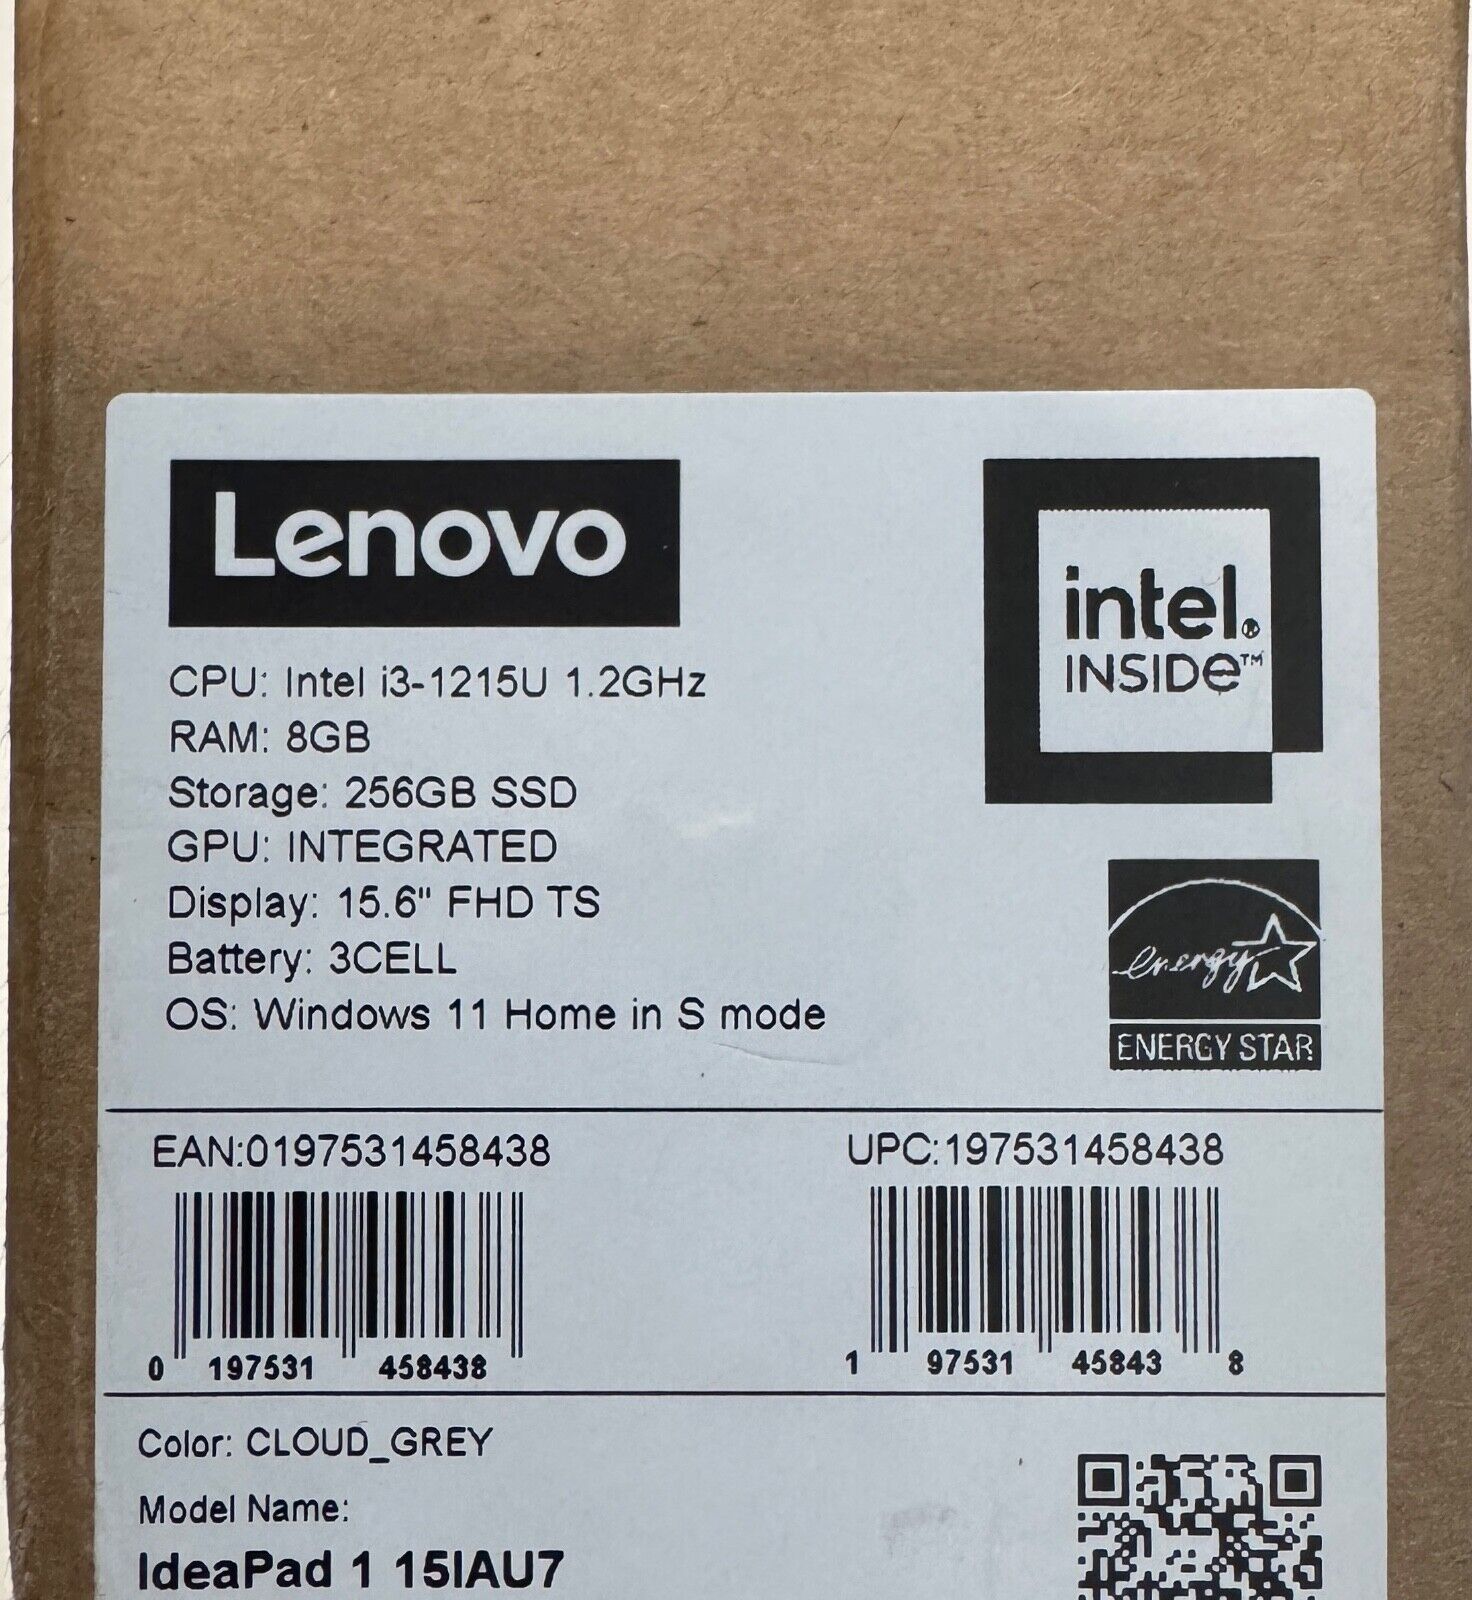 Lenovo
intel®
INSIDE™
CPU: Intel i3-1215U 1.2GHz
RAM: 8GB
Storage: 256GB SSD
GPU: INTEGRATED
Display: 15.6" FHD TS
Battery: 3CELL
OS: Windows 11 Home in S mode
energy
ENERGY STAR
EAN:0197531458438
UPC:197531458438
0 197531 458438
1 97531 45843 8
Color: CLOUD_GREY
Model Name:
IdeaPad 1 15IAU7